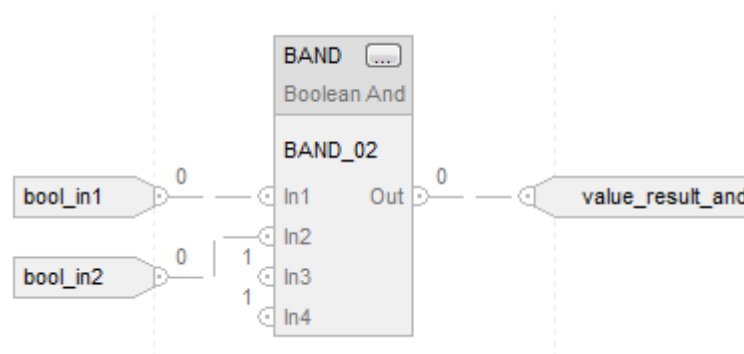 BAND ...
Boolean And
BAND_02
0 0
bool_in1 In1 Out value_result_and
In2
0 1
bool_in2 In3
1
In4